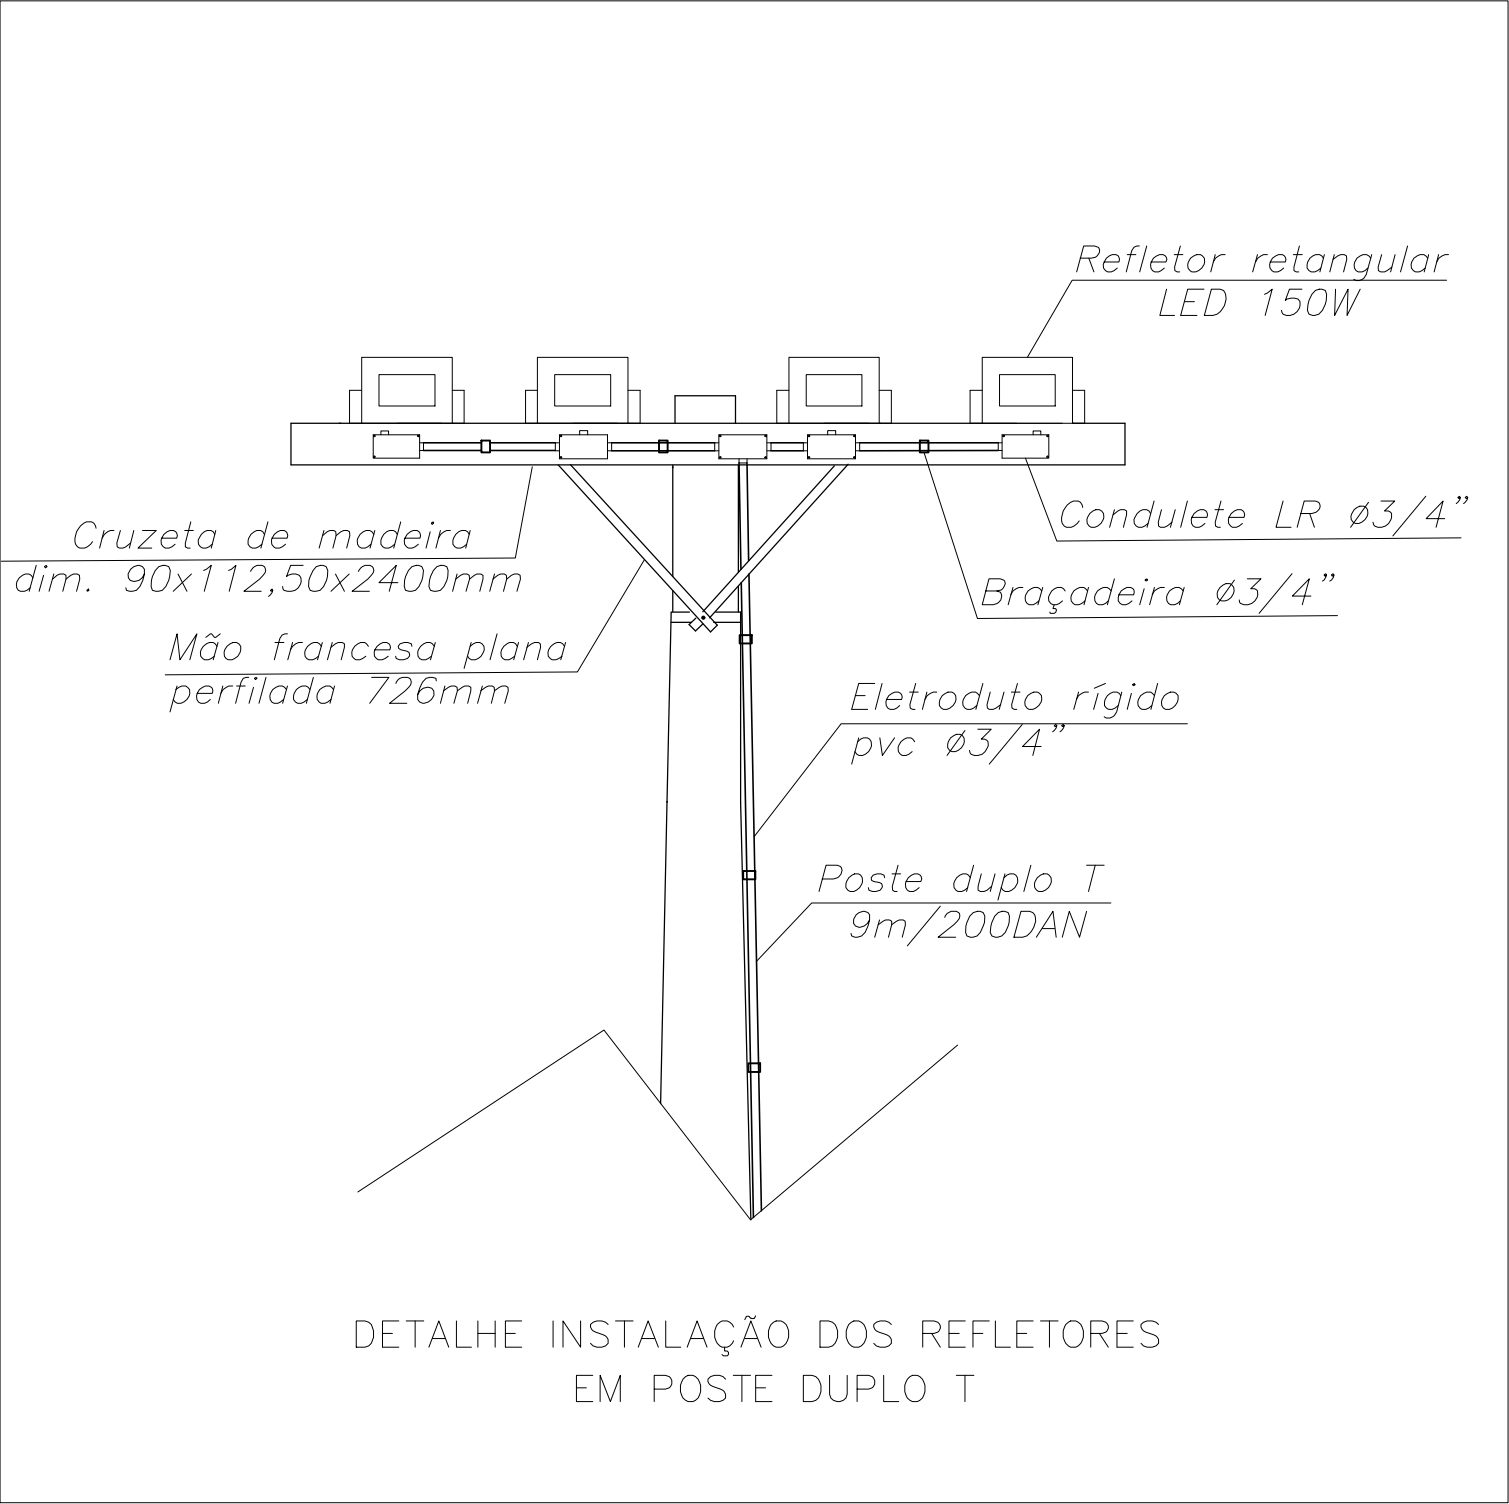 Refletor retangular
LED 150W
Cruzeta de madeira
dim. 90x112,50x2400mm
Condulete LR ø3/4"
Braçadeira ø3/4"
Mão francesa plana
perfilada 726mm
Eletroduto rígido
pvc ø3/4"
Poste duplo T
9m/200DAN
DETALHE INSTALAÇÃO DOS REFLETORES
EM POSTE DUPLO T